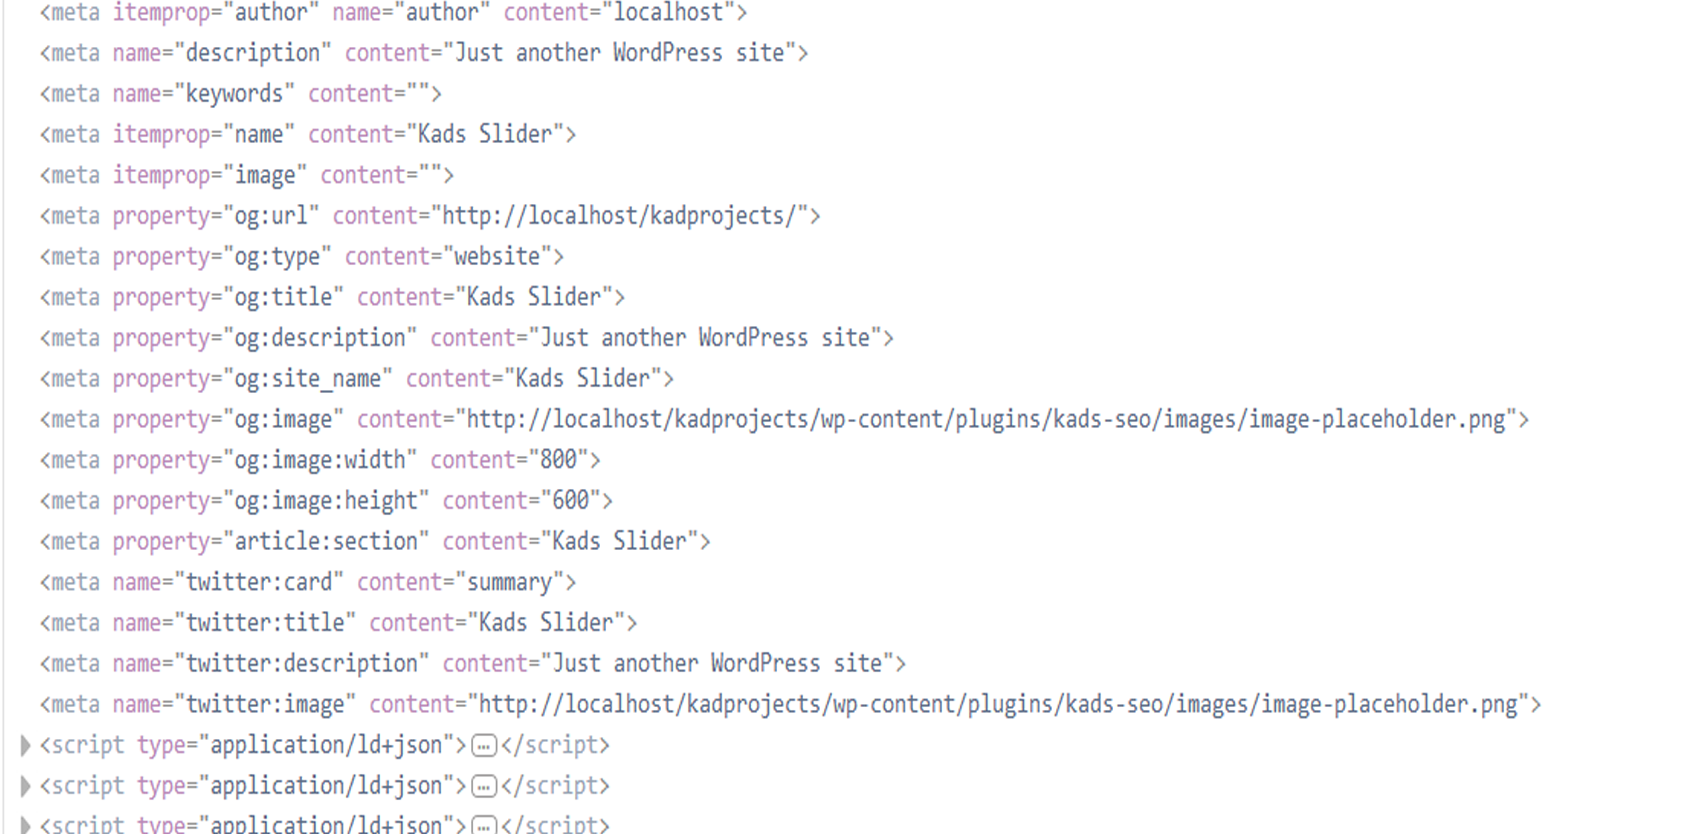 <meta itemprop="author" name="author" content="localhost">
<meta name="description" content="Just another WordPress site">
<meta name="keywords" content="">
<meta itemprop="name" content="Kads Slider">
<meta itemprop="image" content="">
<meta property="og:url" content="http://localhost/kadprojects/">
<meta property="og:type" content="website">
<meta property="og:title" content="Kads Slider">
<meta property="og:description" content="Just another WordPress site">
<meta property="og:site_name" content="Kads Slider">
<meta property="og:image" content="http://localhost/kadprojects/wp-content/plugins/kads-seo/images/image-placeholder.png">
<meta property="og:image:width" content="800">
<meta property="og:image:height" content="600">
<meta property="article:section" content="Kads Slider">
<meta name="twitter:card" content="summary">
<meta name="twitter:title" content="Kads Slider">
<meta name="twitter:description" content="Just another WordPress site">
<meta name="twitter:image" content="http://localhost/kadprojects/wp-content/plugins/kads-seo/images/image-placeholder.png">
<script type="application/ld+json">…</script>
<script type="application/ld+json">…</script>
<script type="application/ld+json">…</script>